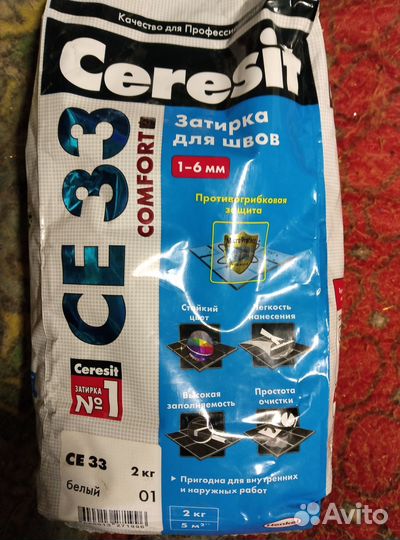 Качество для Професси
Ceresit
CE 33
COMFORT
Затирка
для швов
1-6 мм
Противогрибковая
защита
Стойкий
цвет
Легкость
нанесения
Высокая
заполняемость
Простота
очистки
Ceresit
ЗАТИРКА
№1
CE 33
2 кг
белый
01
• Пригодна для внутренних
и наружных работ
2 кг
5 м
Henkel
Avito